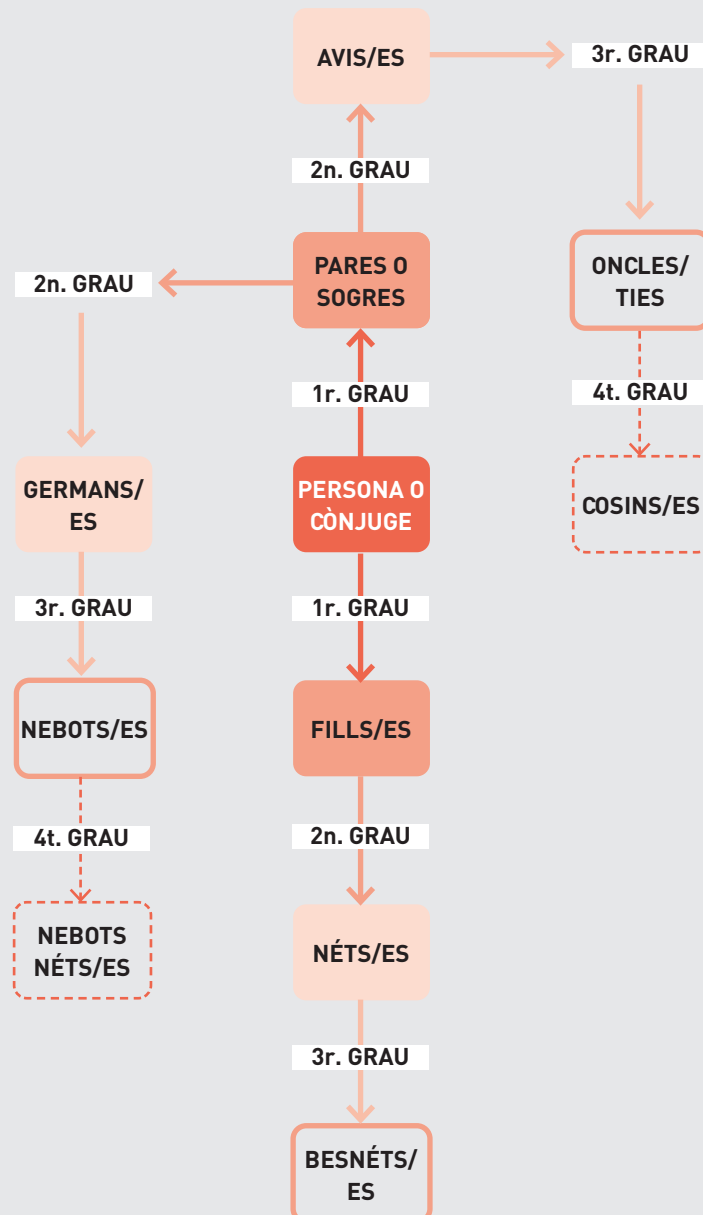 AVIS/ES
3r. GRAU
2n. GRAU
PARES O
SOGRES
ONCLES/
TIES
2n. GRAU
1r. GRAU
4t. GRAU
GERMANS/
ES
PERSONA O
CÒNJUGE
COSINS/ES
3r. GRAU
1r. GRAU
NEBOTS/ES
FILLS/ES
4t. GRAU
2n. GRAU
NEBOTS
NÉTS/ES
NÉTS/ES
3r. GRAU
BESNÉTS/
ES